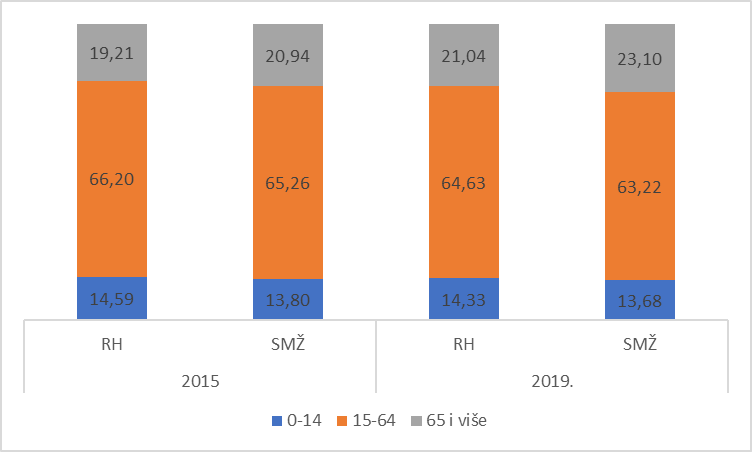 19,21 20,94 21,04 23,10
66,20 65,26 64,63 63,22
14,59 13,80 14,33 13,68
RH SMŽ RH SMŽ
2015 2019.
0-14 15-64 65 i više